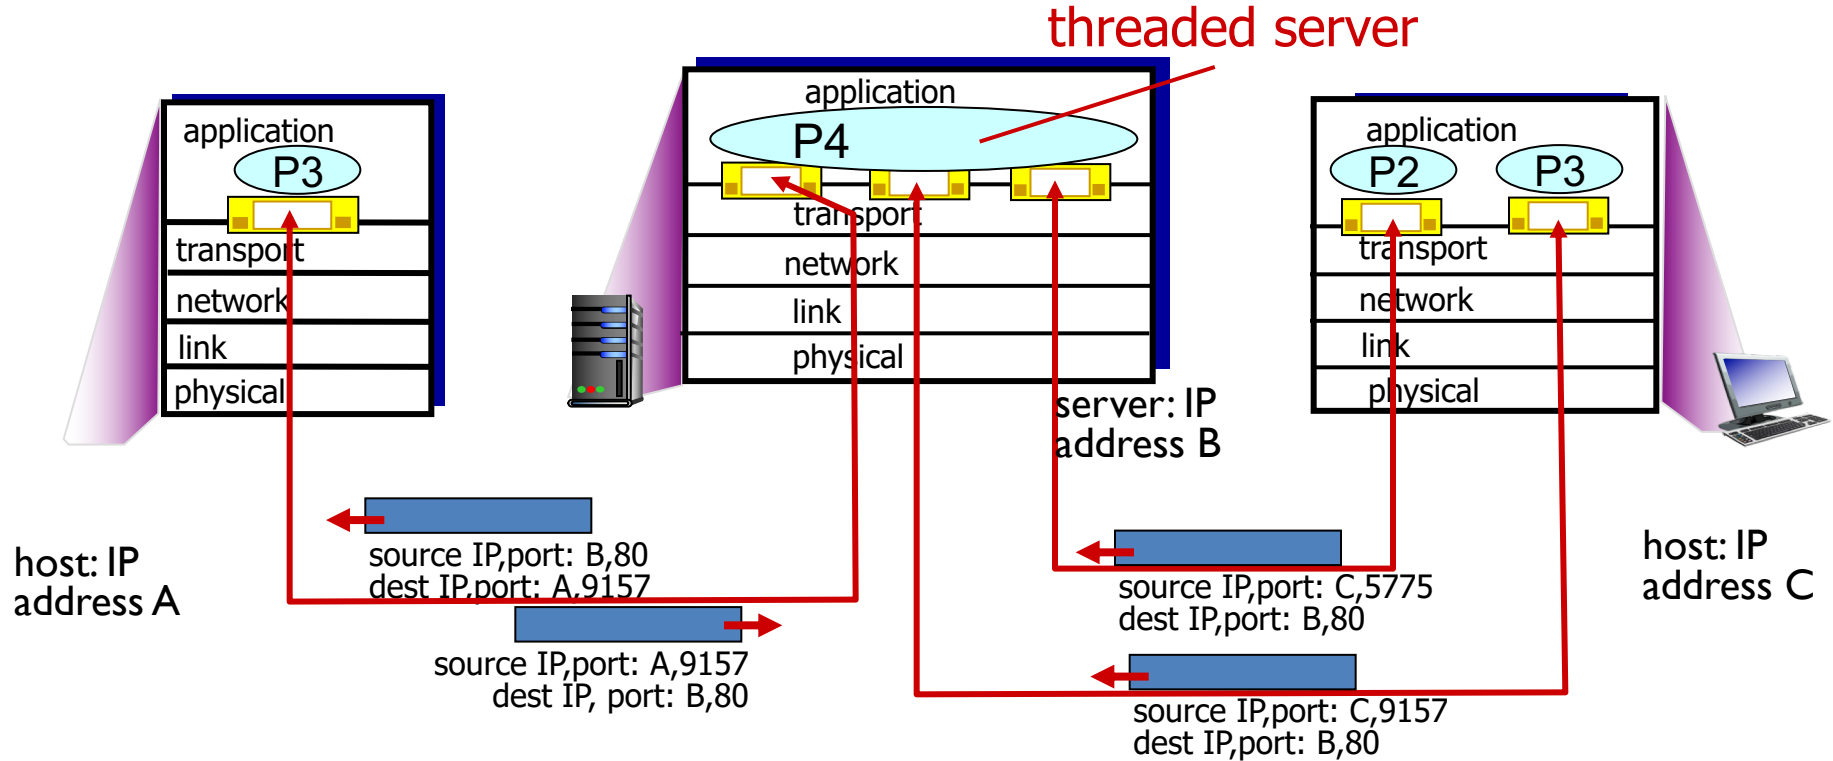 threaded server
application
P3
transport
network
link
physical
application
P4
transport
network
link
physical
application
P2
P3
transport
network
link
physical
server: IP
address B
host: IP
address A
source IP,port: B,80
dest IP,port: A,9157
source IP,port: A,9157
dest IP, port: B,80
source IP,port: C,5775
dest IP,port: B,80
source IP,port: C,9157
dest IP,port: B,80
host: IP
address C